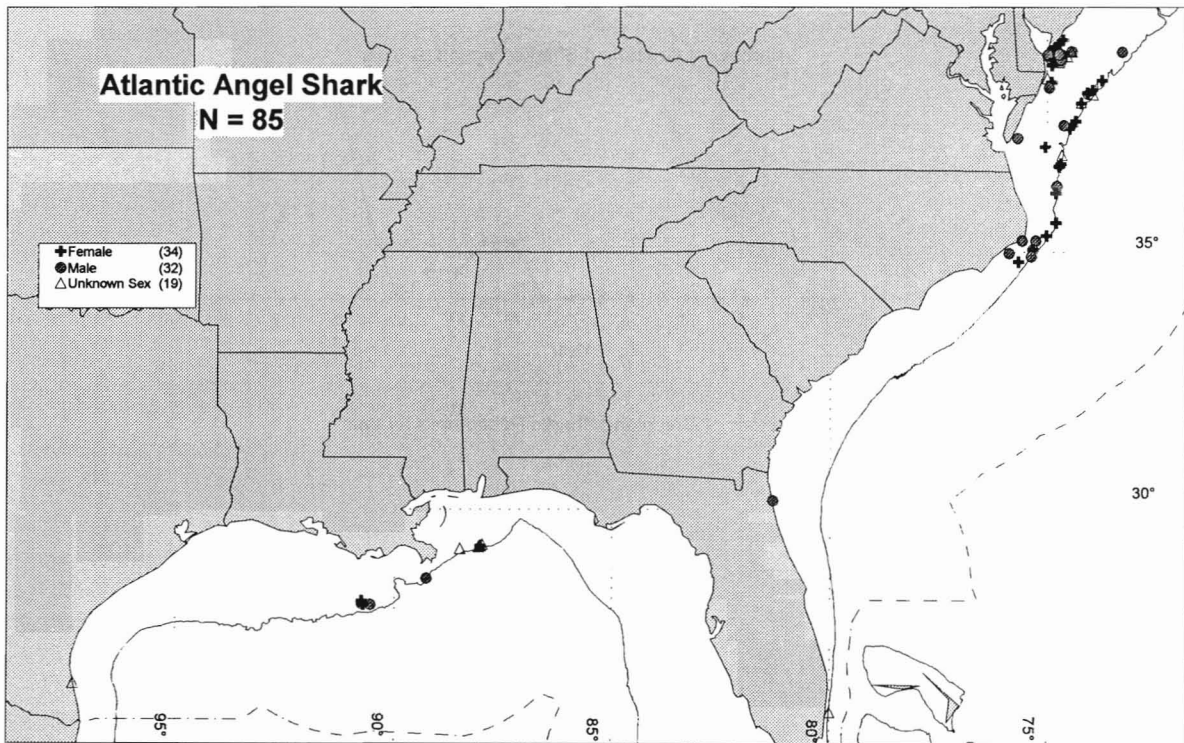 Atlantic Angel Shark
N = 85
Female (34)
Male (32)
Unknown Sex (19)
35°
30°
95°
90°
85°
80°
75°